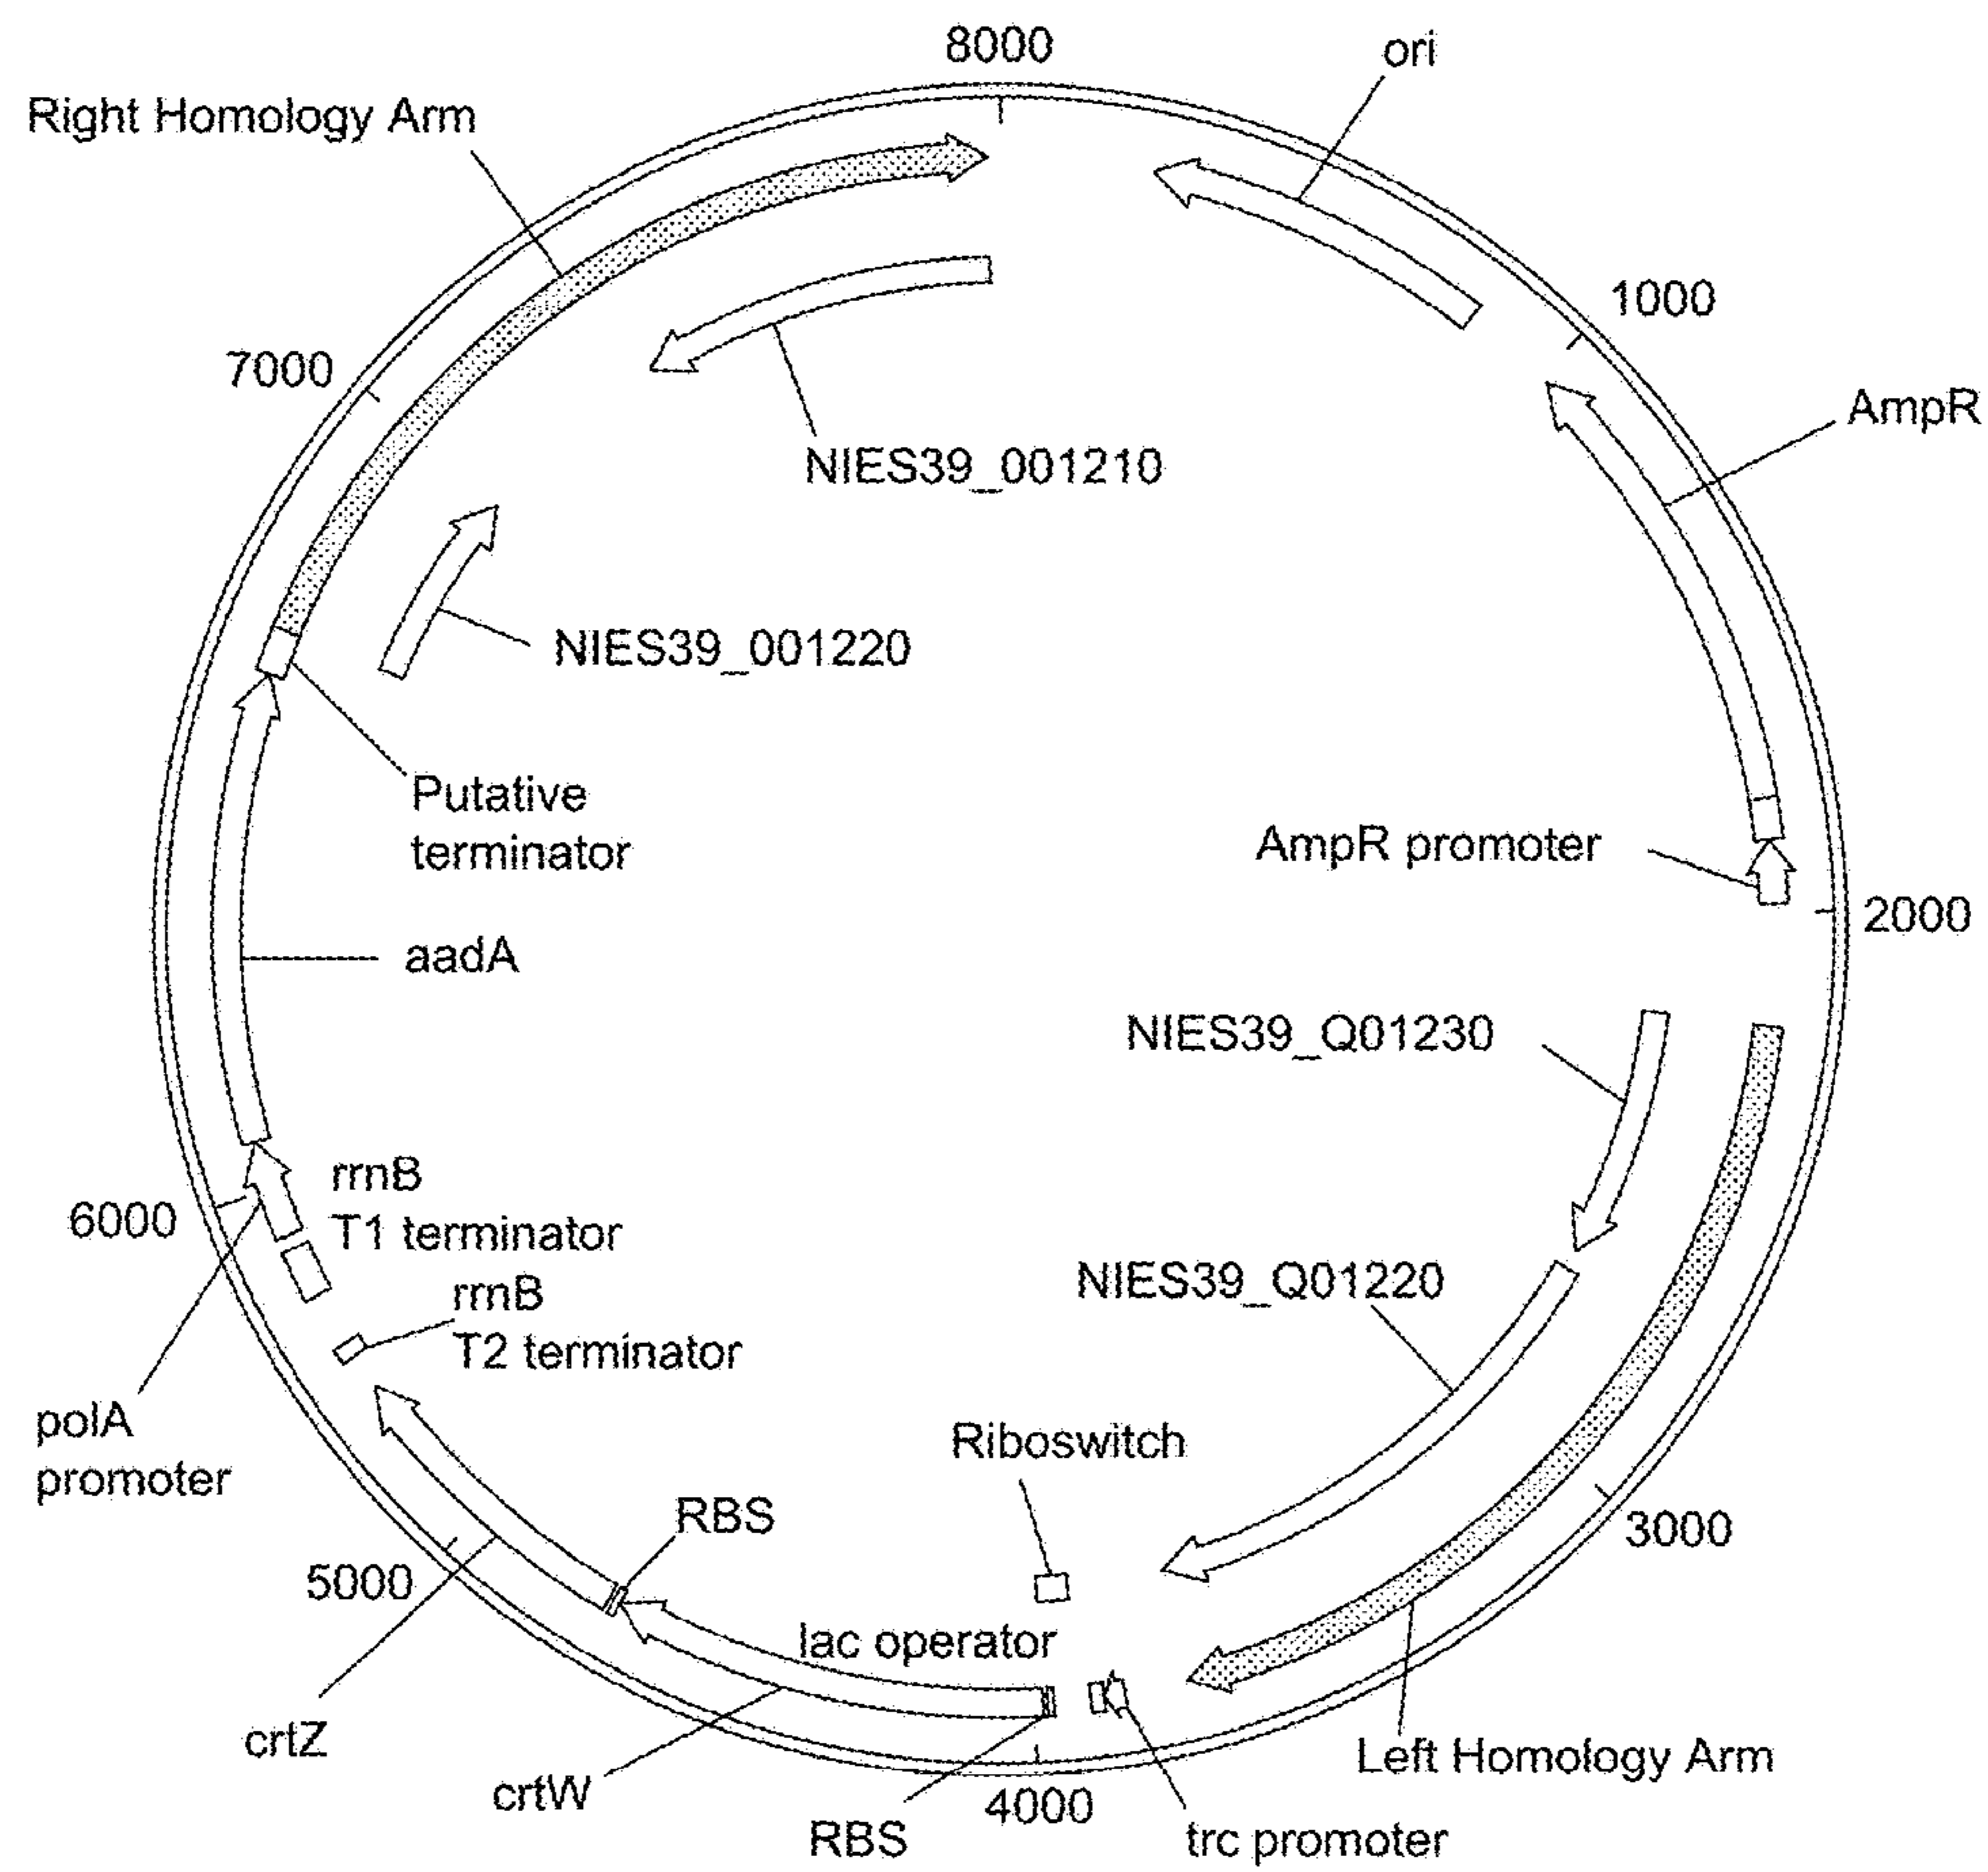 8000
ori
Right Homology Arm
1000
7000
AmpR
NIES39_001210
NIES39_001220
Putative
terminator
AmpR promoter
2000
aadA
NIES39_Q01230
rrnB
T1 terminator
6000
NIES39_Q01220
rrnB
T2 terminator
polA
promoter
Riboswitch
RBS
3000
5000
lac operator
crtZ
Left Homology Arm
crtW
4000
RBS
trc promoter